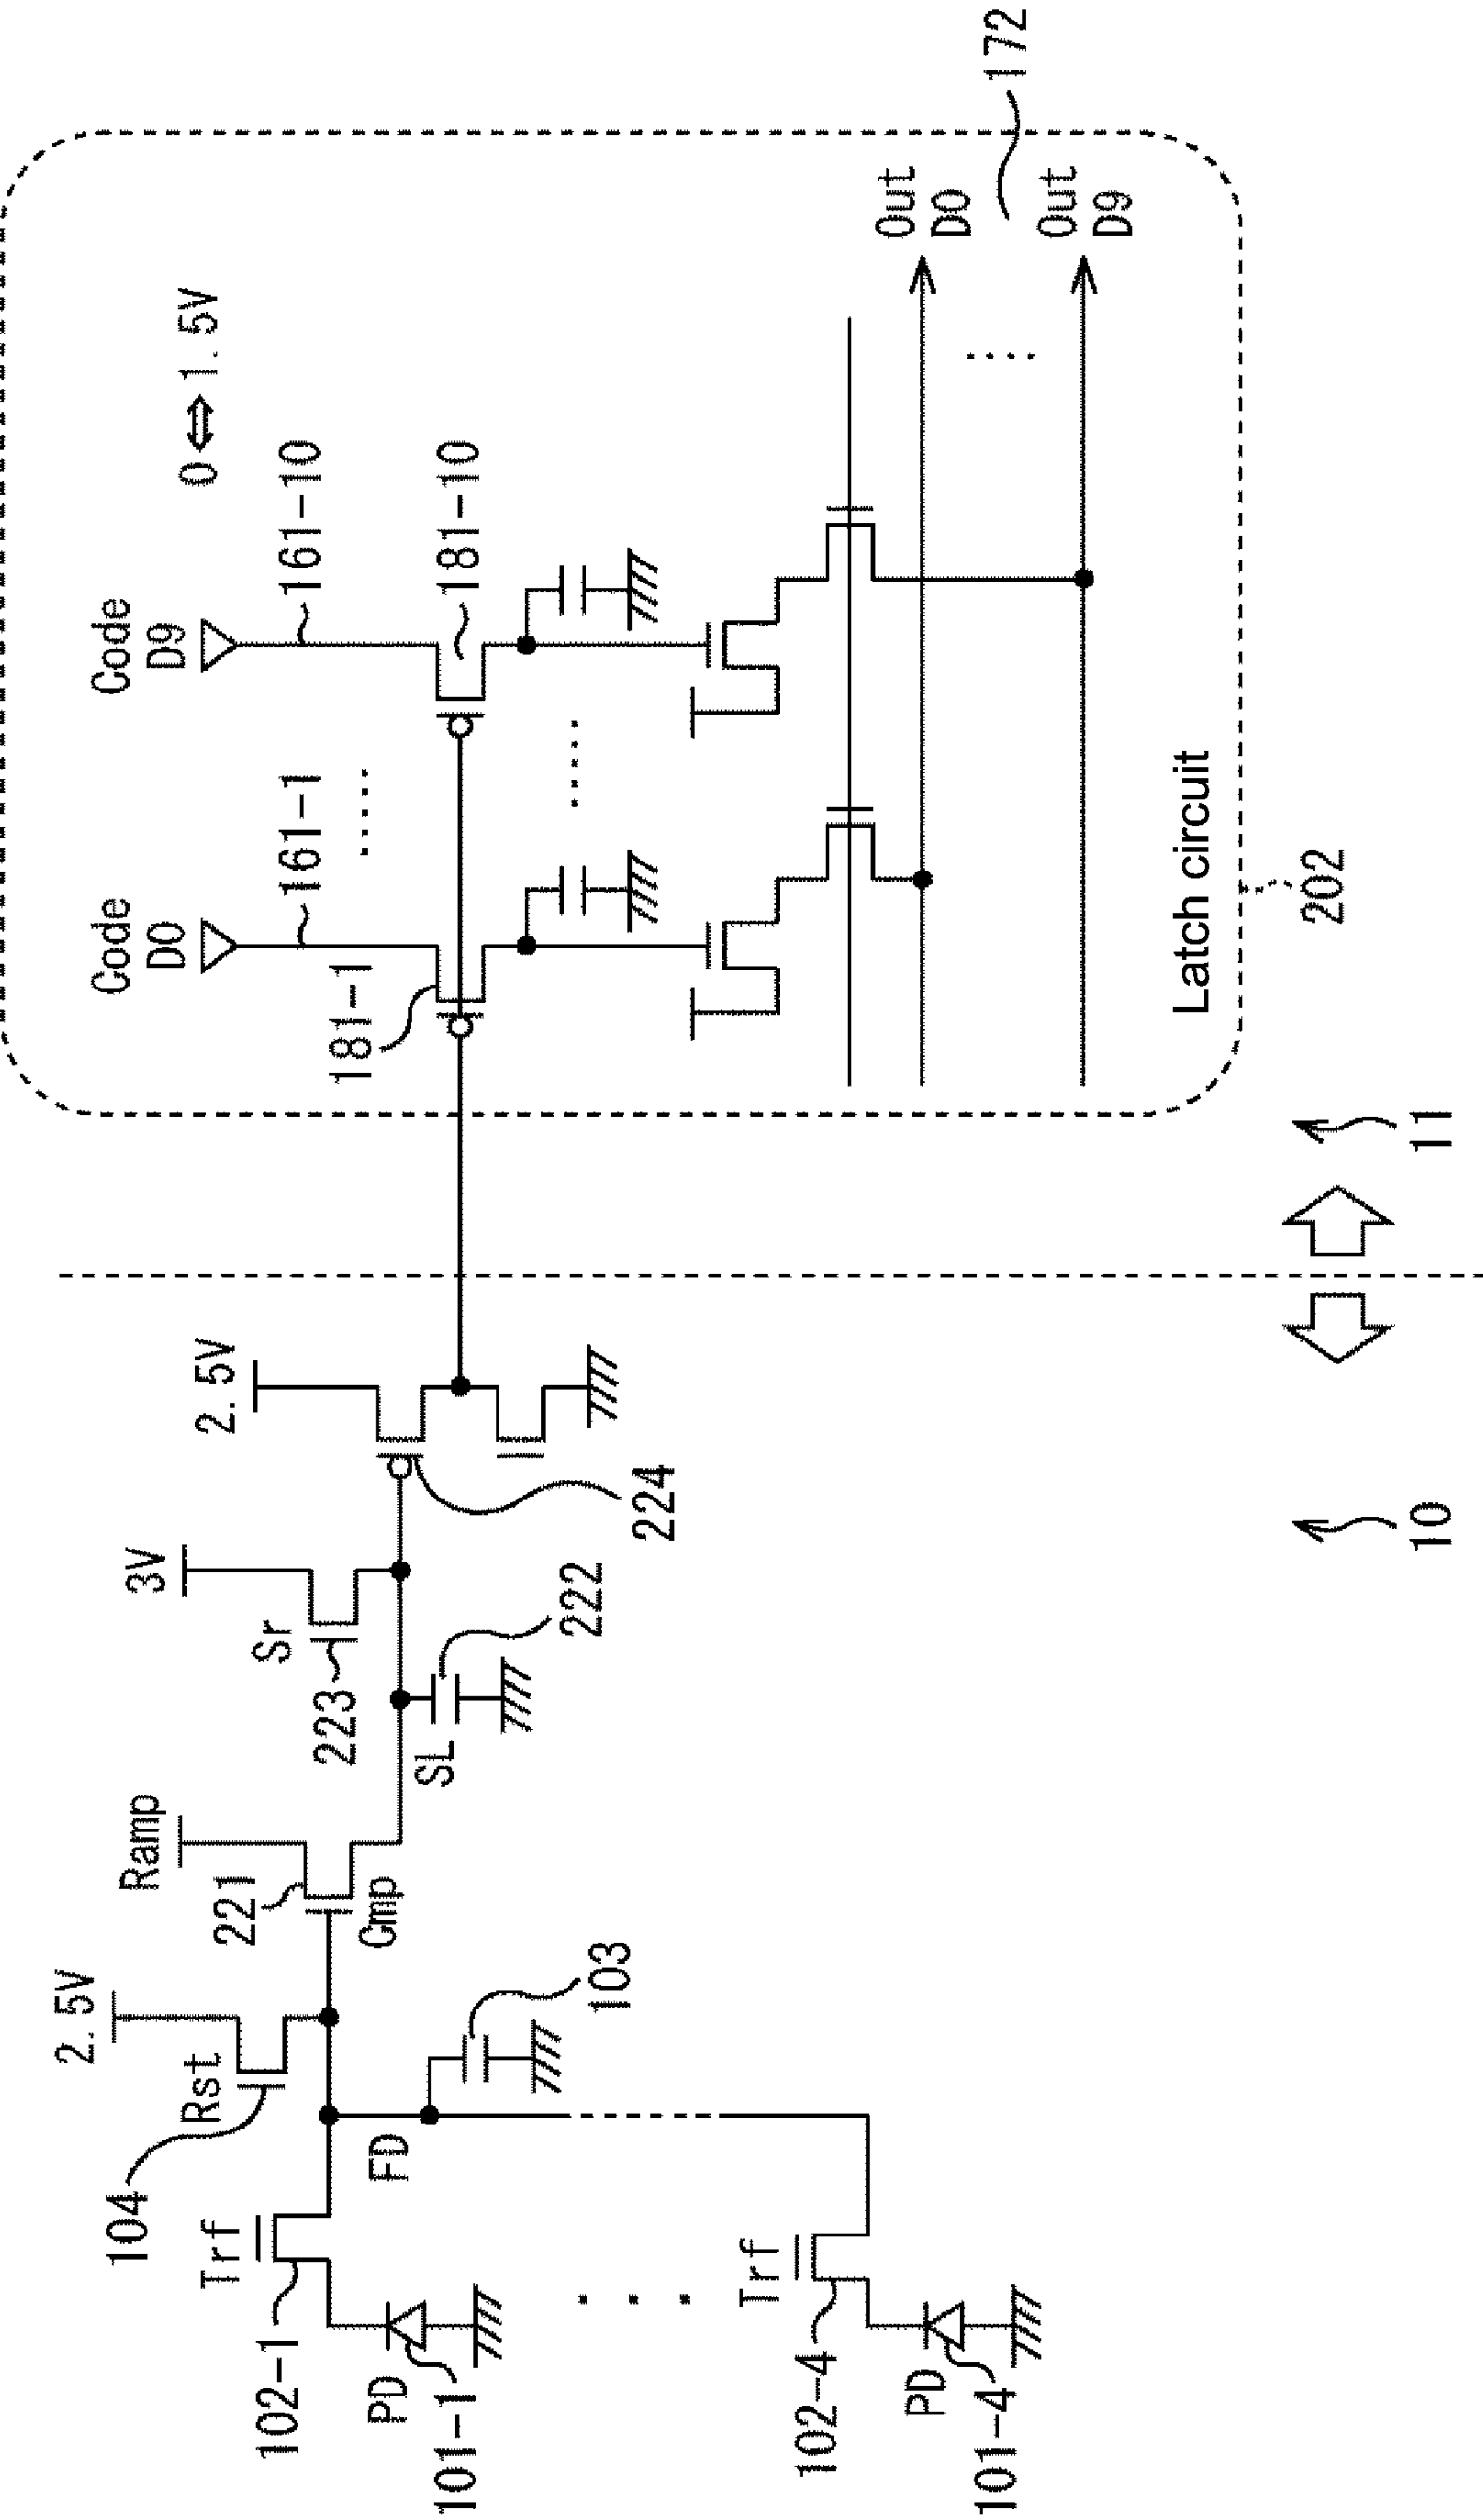 Code
D0
Code
D9
0⇔1.5V
161-1
161-10
181-1
181-10
Out
D0
Out
D9
172
Latch circuit
202
2.5V
Rst
104
Trf
102-1
PD
101-1
FD
103
Trf
102-4
PD
101-4
Ramp
221
Cmp
3V
Sr
223
SL
222
2.5V
224
10
11